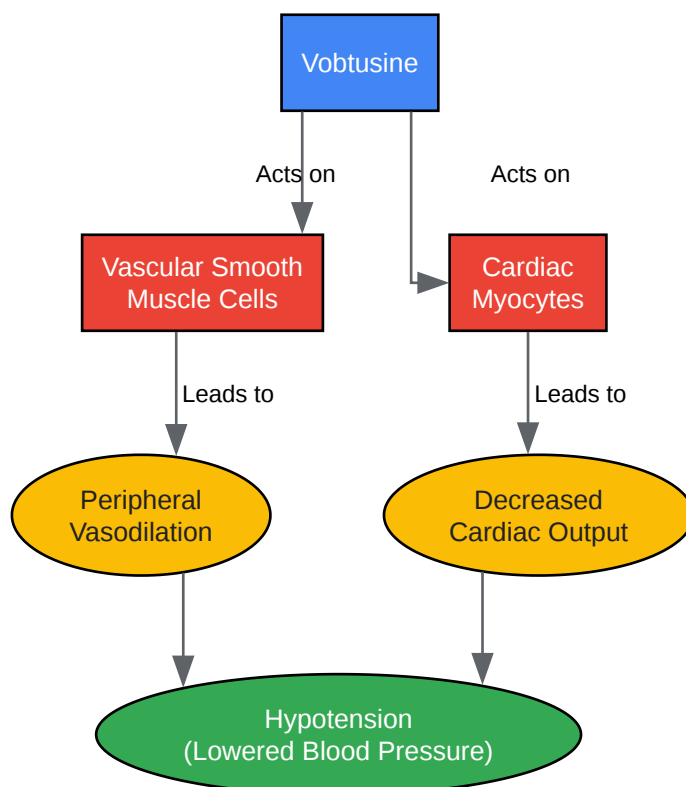 Vobtusine
Acts on
Acts on
Vascular Smooth
Muscle Cells
Cardiac
Myocytes
Leads to
Leads to
Peripheral
Vasodilation
Decreased
Cardiac Output
Hypotension
(Lowered Blood Pressure)